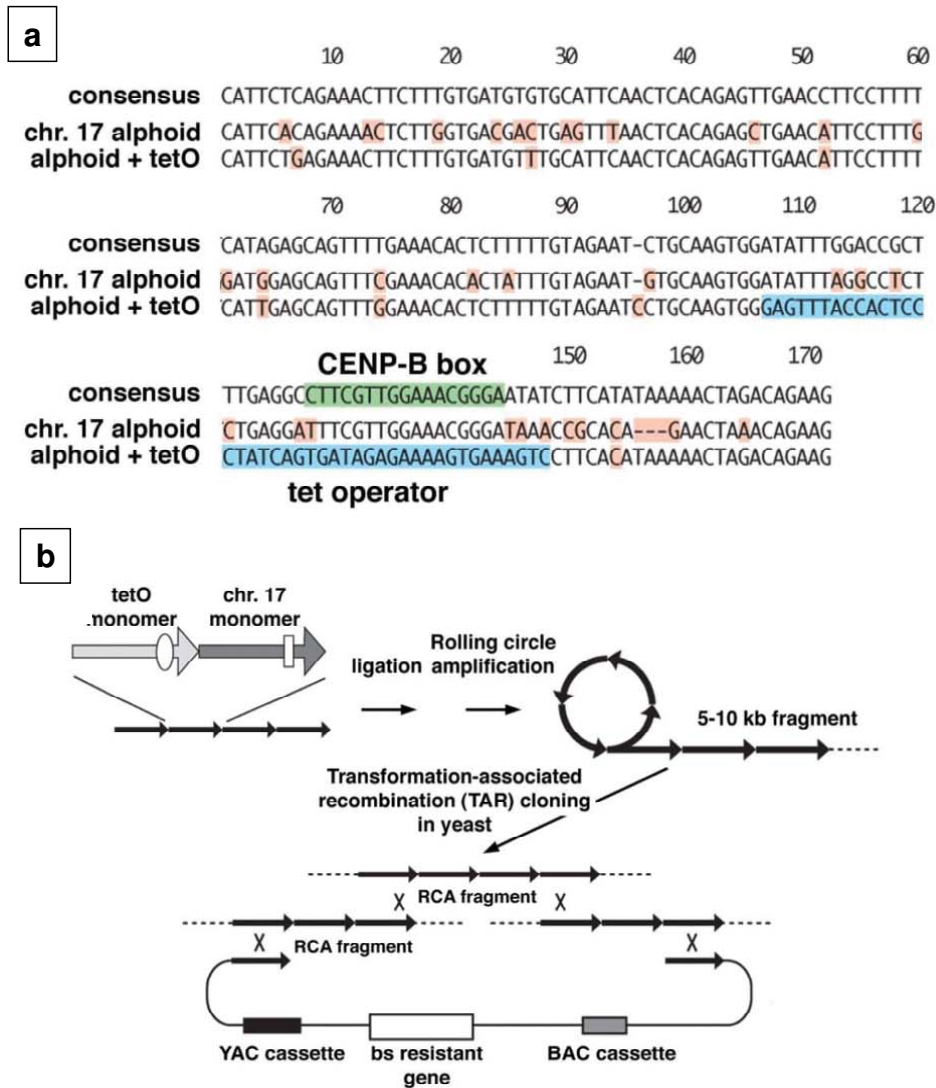 a
10 20 30 40 50 60
consensus CATTCTCAGAAACTTCTTTGTGATGTGTGCATTCAACTCACAGAGTTGAACCTTCCTTTT
chr. 17 alphoid CATTCACAGAAAACTCTTGGTGACGACTGAGTTTAACTCACAGAGCTGAACATTCCTTTG
alphoid + tetO CATTCTGAGAAACTTCTTTGTGATGTTTGCATTCAACTCACAGAGTTGAACATTCCTTTT
70 80 90 100 110 120
consensus CATAGAGCAGTTTTGAAACACTCTTTTTGTAGAAT-CTGCAAGTGGATATTTGGACCGCT
chr. 17 alphoid GATGGAGCAGTTTCGAAACACACTATTTGTAGAAT-GTGCAAGTGGATATTTAGGCCTCT
alphoid + tetO CATTGAGCAGTTTGGAAACACTCTTTTTGTAGAATCCTGCAAGTGGGAGTTTACCACTCC
CENP-B box 150 160 170
consensus TTGAGGCCTTCGTTGGAAACGGGAATATCTTCATATAAAAACTAGACAGAAG
chr. 17 alphoid CTGAGGATTTCGTTGGAAACGGGATAAACCGCACA---GAACTAAACAGAAG
alphoid + tetO CTATCAGTGATAGAGAAAAGTGAAAGTCCTTCACATAAAAACTAGACAGAAG
tet operator
b
tetO monomer
chr. 17 monomer
ligation
Rolling circle
amplification
5-10 kb fragment
Transformation-associated
recombination (TAR) cloning
in yeast
RCA fragment
X X
RCA fragment
X X
YAC cassette
bs resistant
gene
BAC cassette